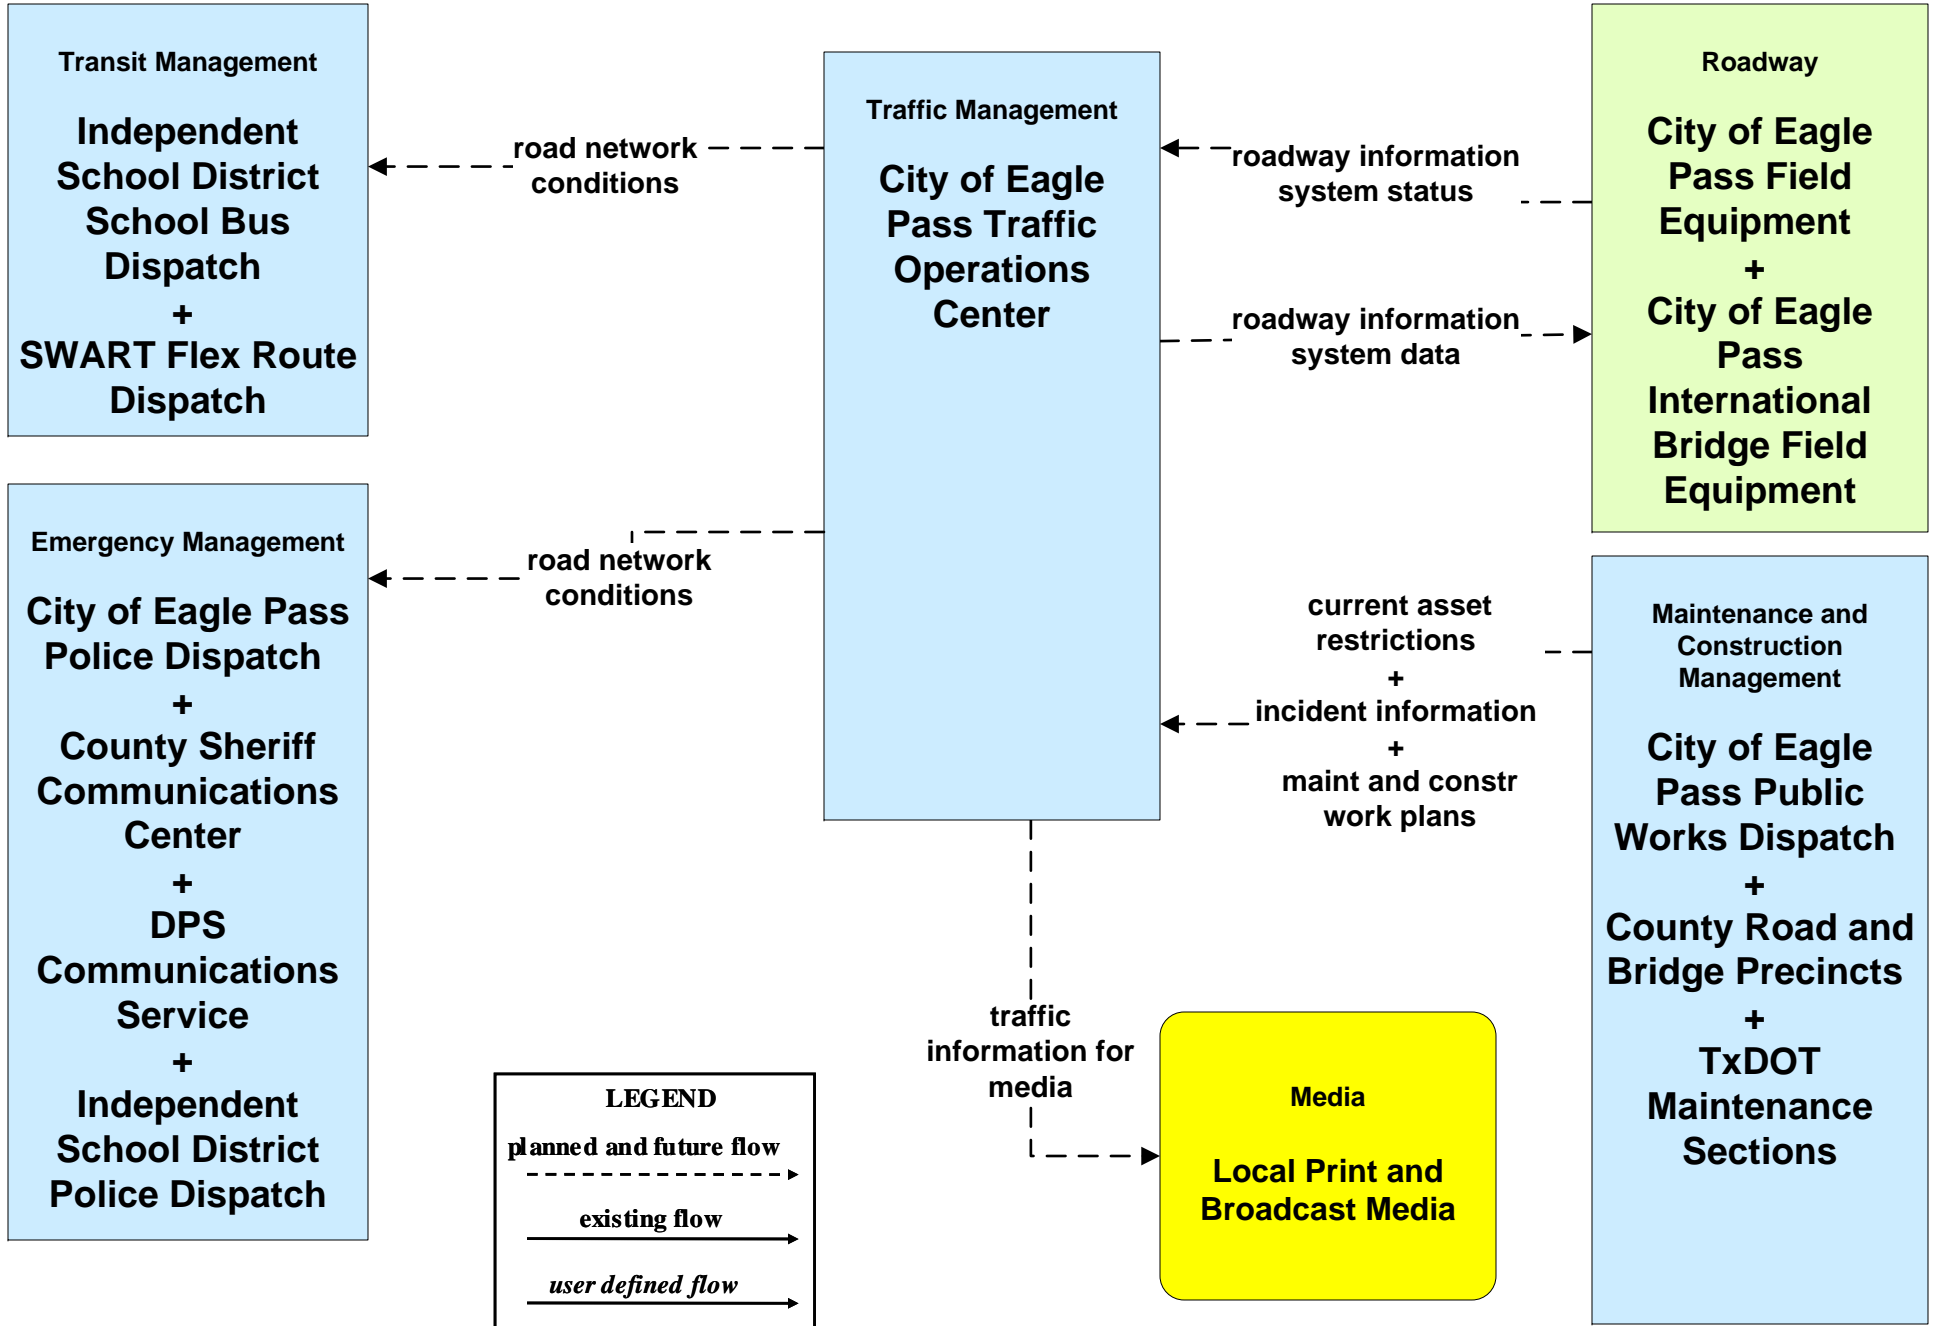 Transit Management
Independent
School District
School Bus
Dispatch
+
SWART Flex Route
Dispatch
road network
conditions
Traffic Management
City of Eagle
Pass Traffic
Operations
Center
roadway information
system status
roadway information
system data
Roadway
City of Eagle
Pass Field
Equipment
+
City of Eagle
Pass
International
Bridge Field
Equipment
Emergency Management
City of Eagle Pass
Police Dispatch
+
County Sheriff
Communications
Center
+
DPS
Communications
Service
+
Independent
School District
Police Dispatch
road network
conditions
current asset
restrictions
+
incident information
+
maint and constr
work plans
Maintenance and
Construction
Management
City of Eagle
Pass Public
Works Dispatch
+
County Road and
Bridge Precincts
+
TxDOT
Maintenance
Sections
traffic
information for
media
Media
Local Print and
Broadcast Media
LEGEND
planned and future flow
existing flow
user defined flow